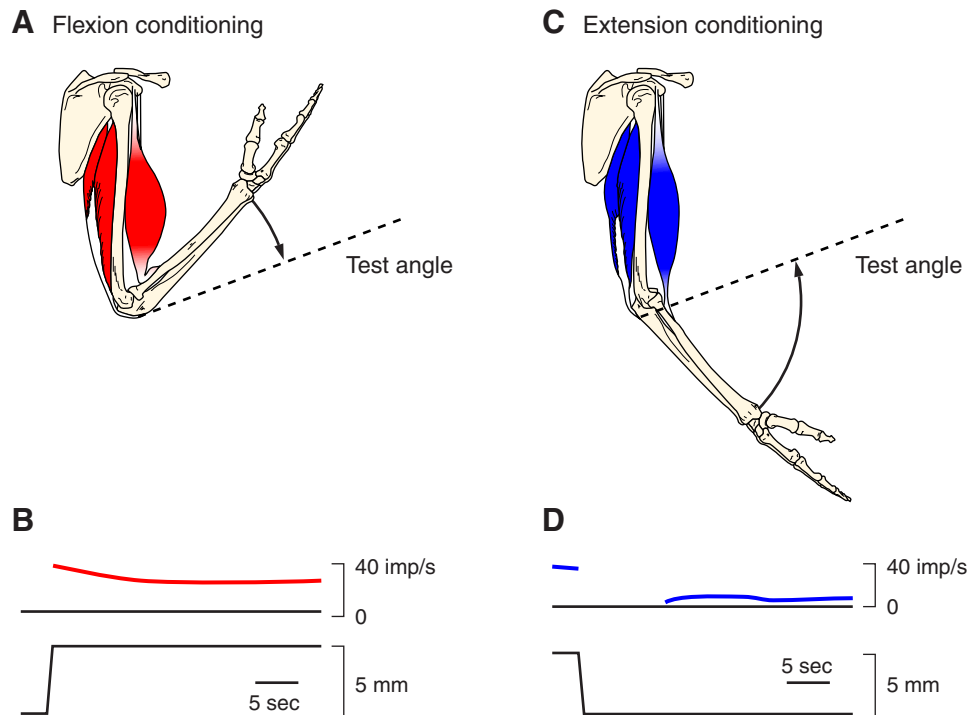 A Flexion conditioning
Test angle
B
40 imp/s
0
5 sec
5 mm
C Extension conditioning
Test angle
D
40 imp/s
0
5 sec
5 mm